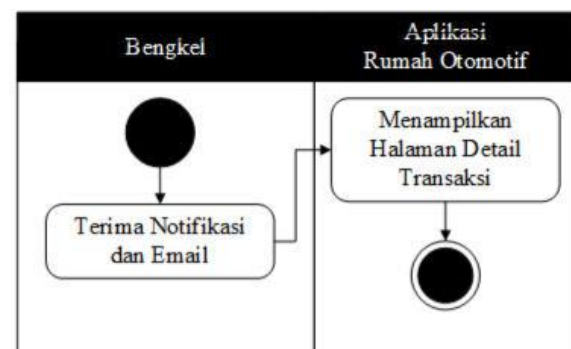 Bengkel
Aplikasi
Rumah Otomotif
Terima Notifikasi
dan Email
Menampilkan
Halaman Detail
Transaksi